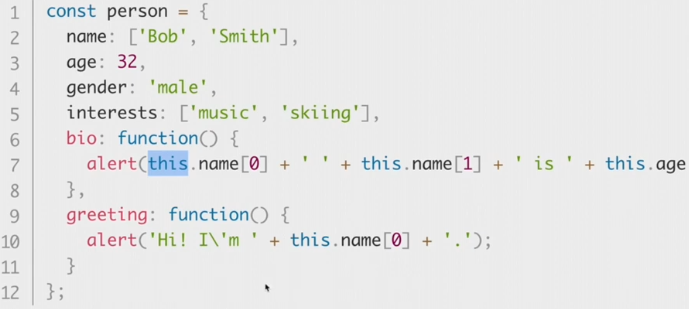 1 const person = {
2 name: ['Bob', 'Smith'],
3 age: 32,
4 gender: 'male',
5 interests: ['music', 'skiing'],
6 bio: function() {
7 alert(this.name[0] + ' ' + this.name[1] + ' is ' + this.age
8 },
9 greeting: function() {
10 alert('Hi! I\'m ' + this.name[0] + '.');
11 }
12 };